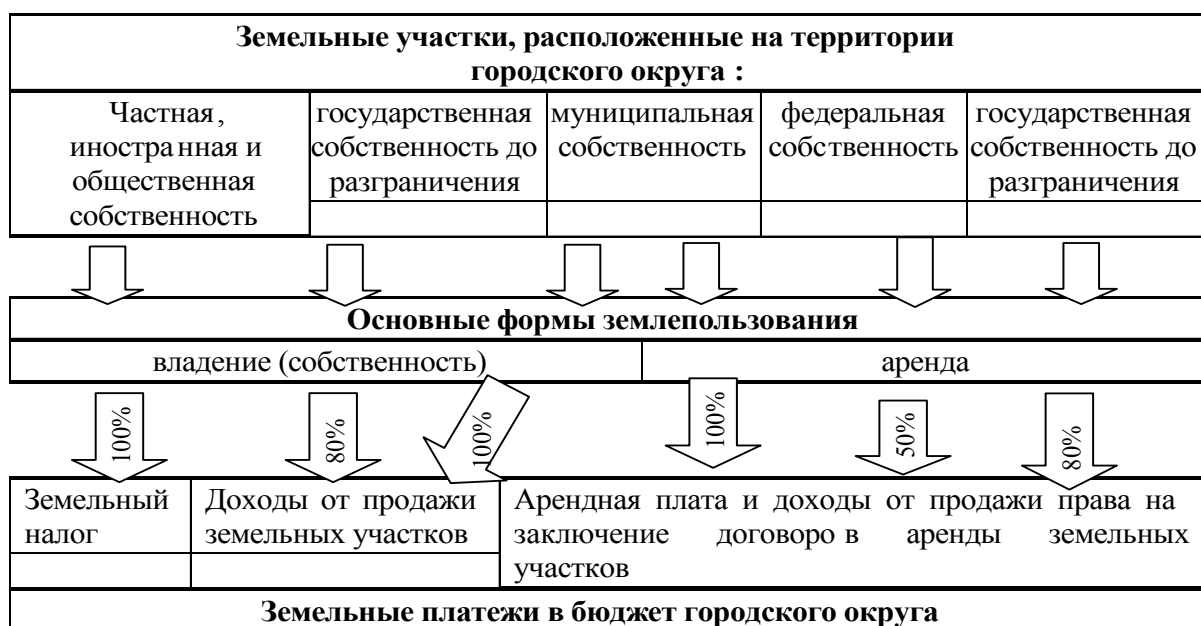 Земельные участки, расположенные на территории
городского округа :
Частная,
иностранная и
общественная
собственность
государственная
собственность до
разграничения
муниципальная
собственность
федеральная
собственность
государственная
собственность до
разграничения
Основные формы землепользования
владение (собственность)
аренда
100%
80%
100%
100%
50%
80%
Земельный
налог
Доходы от продажи
земельных участков
Арендная плата и доходы от продажи права на
заключение договоро в аренды земельных
участков
Земельные платежи в бюджет городского округа